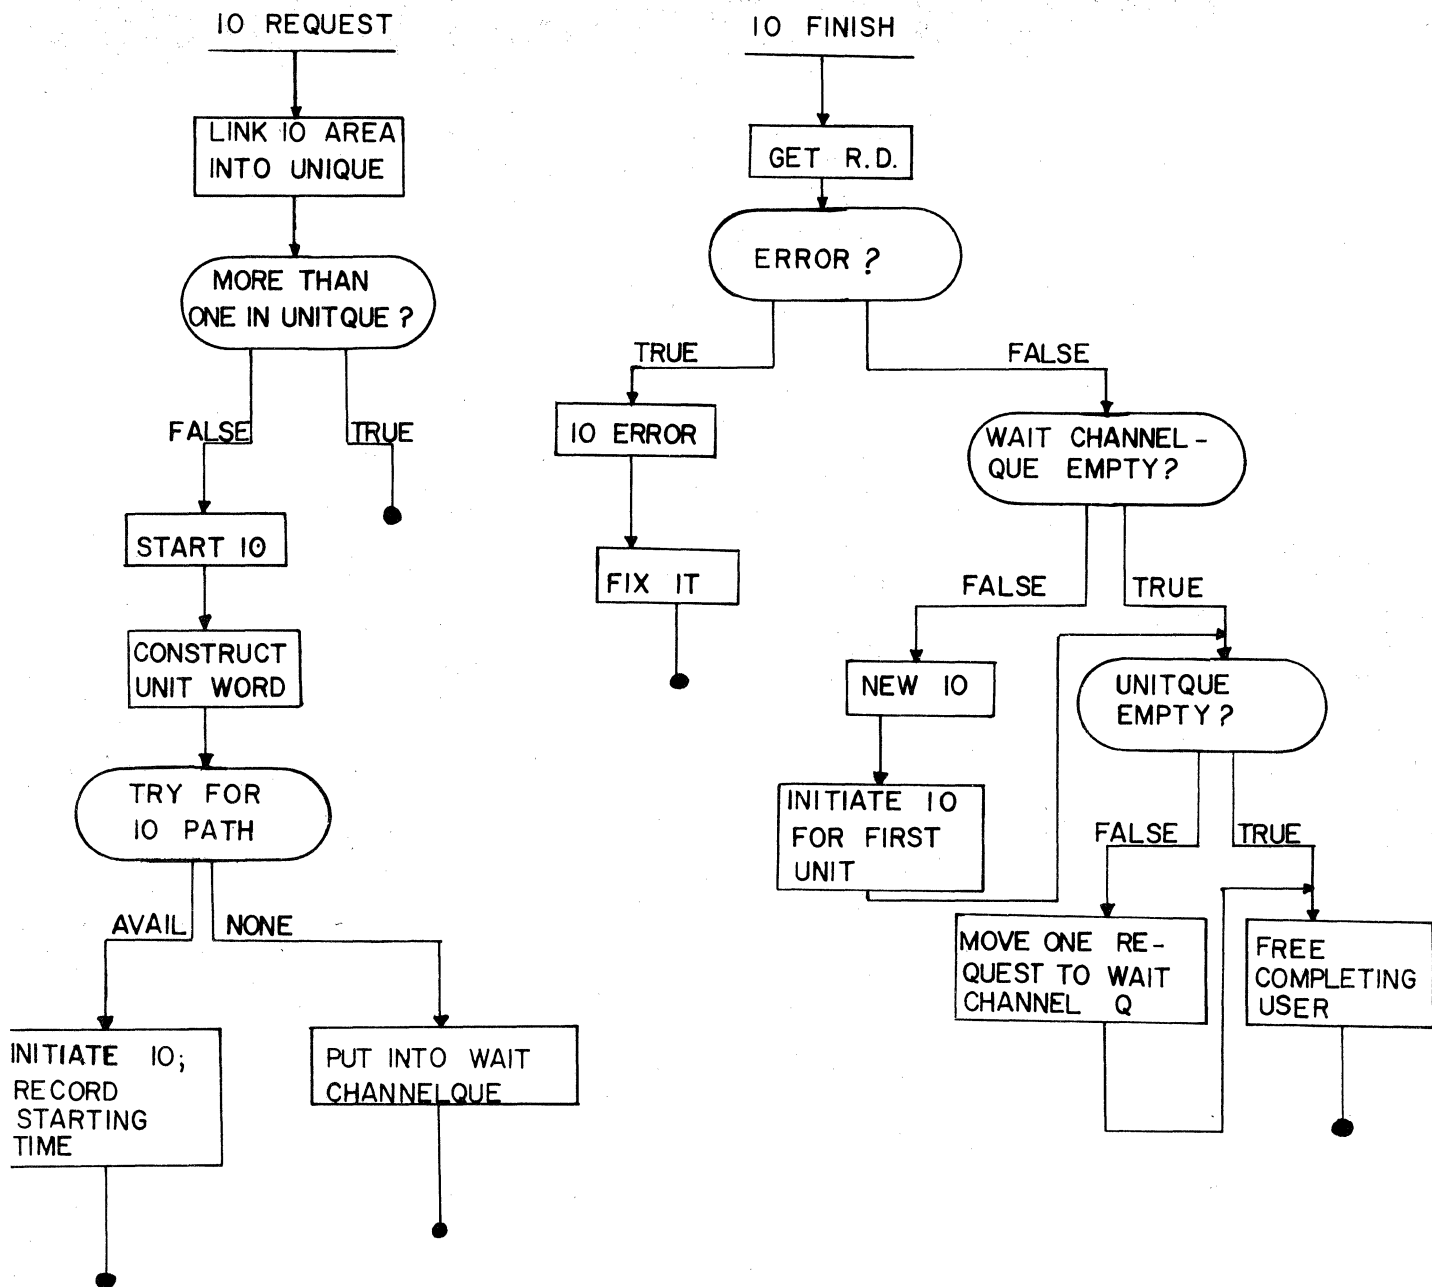 IO REQUEST
LINK IO AREA
INTO UNIQUE
MORE THAN
ONE IN UNITQUE?
FALSE
TRUE
START IO
CONSTRUCT
UNIT WORD
TRY FOR
IO PATH
AVAIL
NONE
INITIATE IO;
RECORD
STARTING
TIME
PUT INTO WAIT
CHANNELQUE
IO FINISH
GET R.D.
ERROR?
TRUE
FALSE
IO ERROR
FIX IT
WAIT CHANNEL-
QUE EMPTY?
FALSE
TRUE
NEW IO
INITIATE IO
FOR FIRST
UNIT
UNITQUE
EMPTY?
FALSE
TRUE
MOVE ONE RE-
QUEST TO WAIT
CHANNEL Q
FREE
COMPLETING
USER